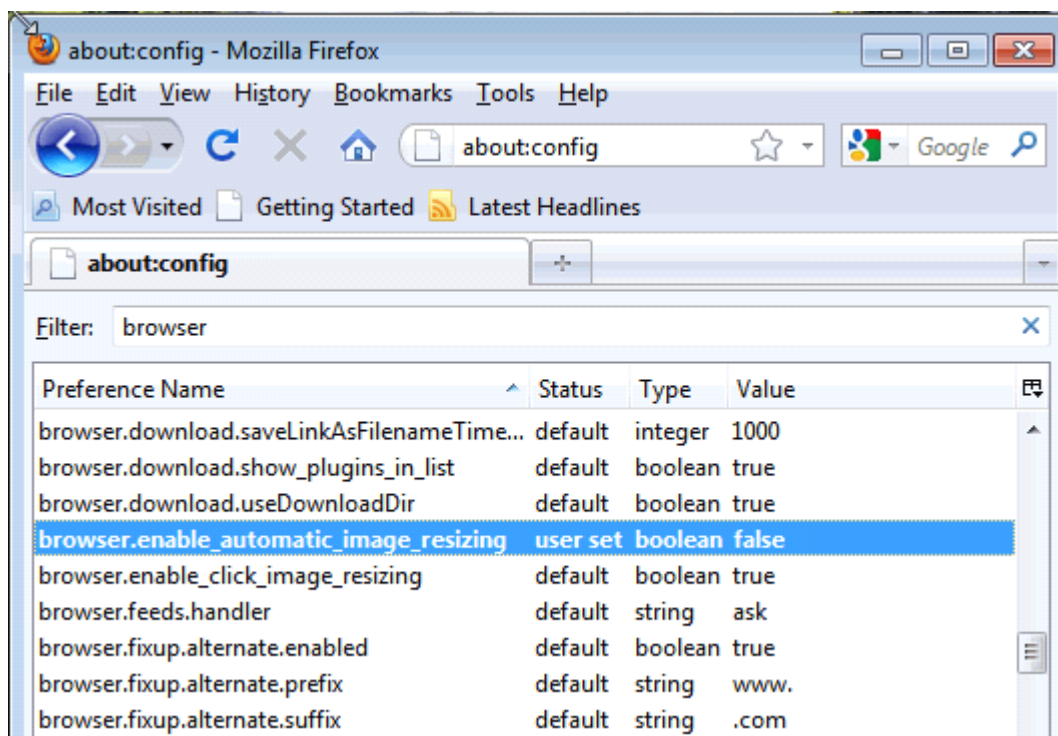 about:config - Mozilla Firefox
File Edit View History Bookmarks Tools Help
about:config Google
Most Visited Getting Started Latest Headlines
about:config
Filter: browser
Preference Name Status Type Value
browser.download.saveLinkAsFilenameTime... default integer 1000
browser.download.show_plugins_in_list default boolean true
browser.download.useDownloadDir default boolean true
browser.enable_automatic_image_resizing user set boolean false
browser.enable_click_image_resizing default boolean true
browser.feeds.handler default string ask
browser.fixup.alternate.enabled default boolean true
browser.fixup.alternate.prefix default string www.
browser.fixup.alternate.suffix default string .com